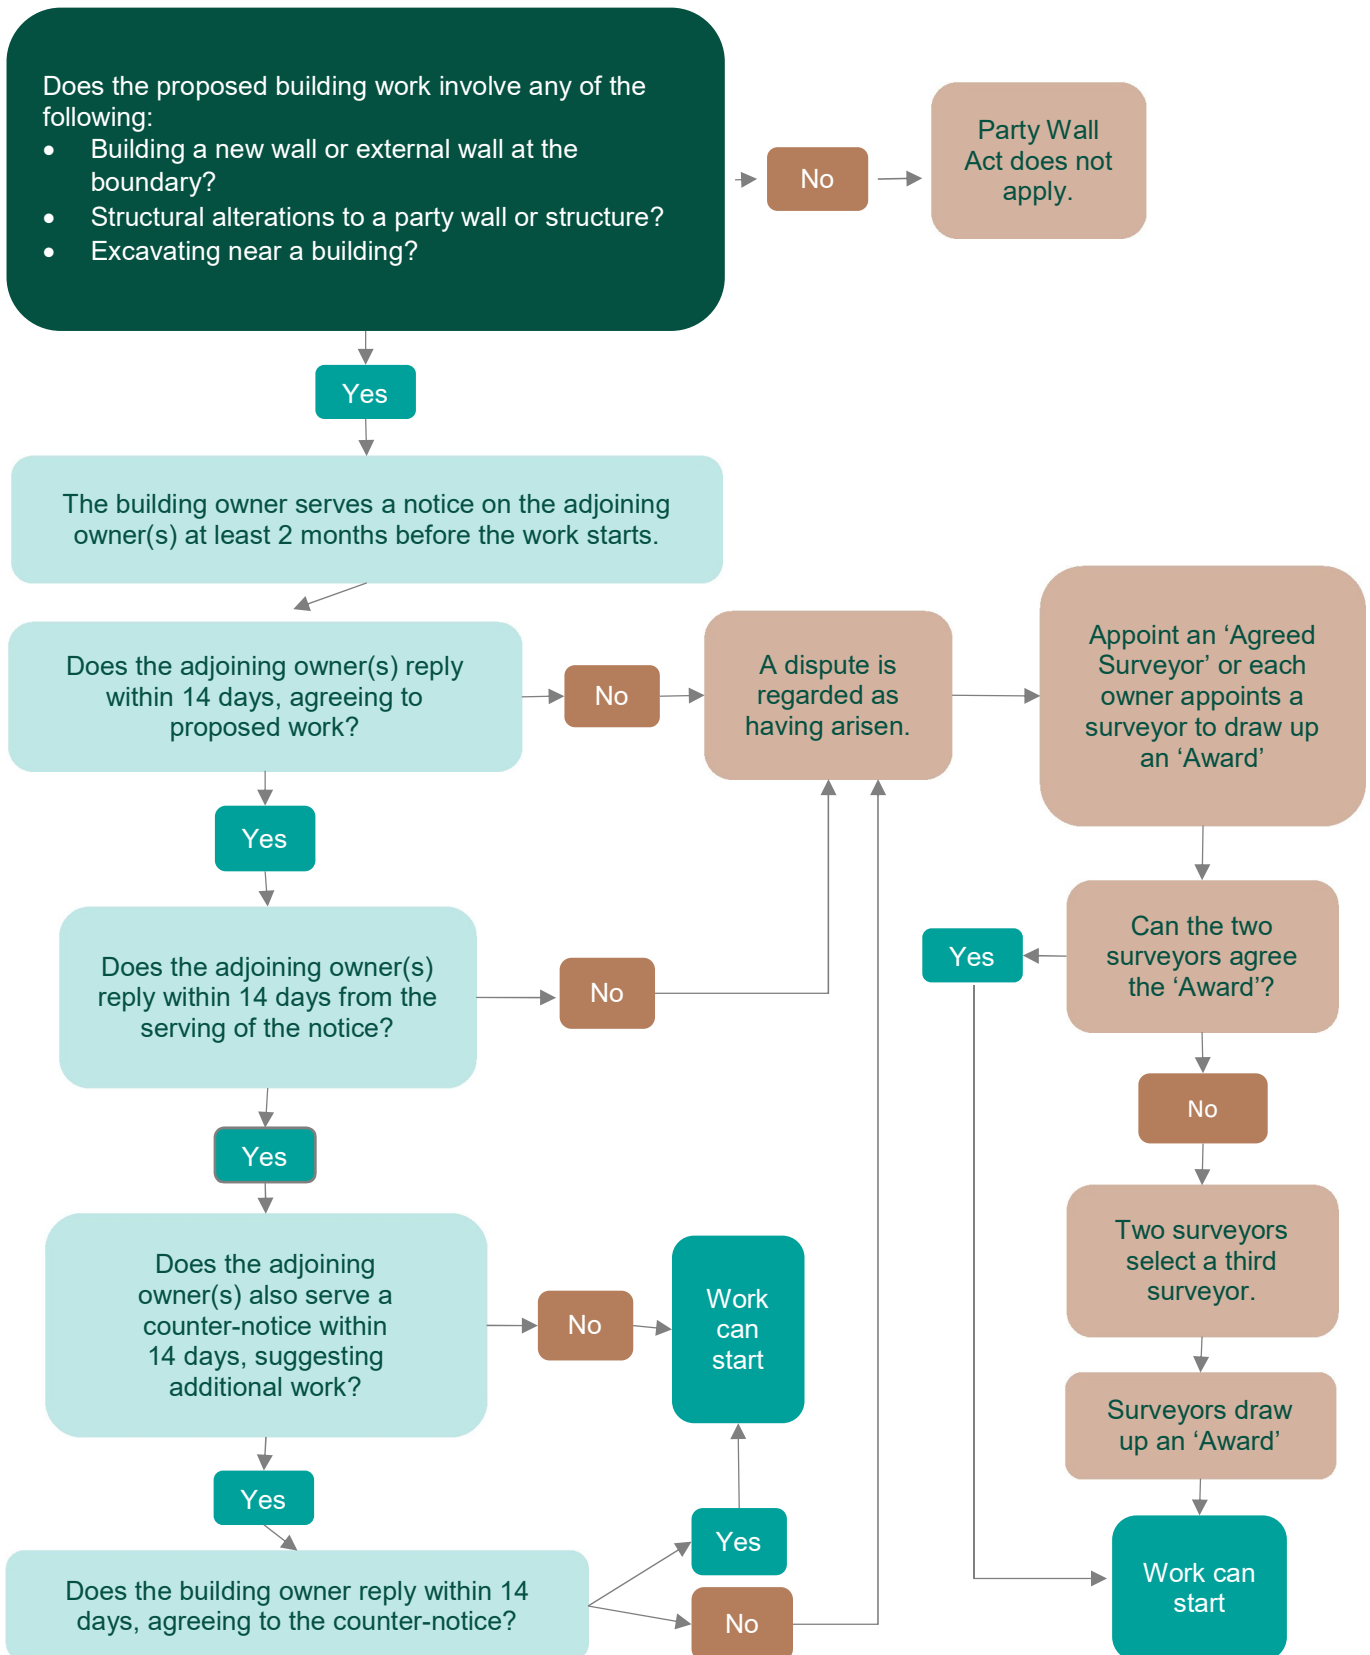 Does the proposed building work involve any of the
following:
• Building a new wall or external wall at the
boundary?
• Structural alterations to a party wall or structure?
• Excavating near a building?
No
Party Wall
Act does not
apply.
Yes
The building owner serves a notice on the adjoining
owner(s) at least 2 months before the work starts.
Does the adjoining owner(s) reply
within 14 days, agreeing to
proposed work?
No
A dispute is
regarded as
having arisen.
Appoint an ‘Agreed
Surveyor’ or each
owner appoints a
surveyor to draw up
an ‘Award’
Yes
Does the adjoining owner(s)
reply within 14 days from the
serving of the notice?
No
Yes
Can the two
surveyors agree
the ‘Award’?
No
Yes
Two surveyors
select a third
surveyor.
Does the adjoining
owner(s) also serve a
counter-notice within
14 days, suggesting
additional work?
No
Work
can
start
Surveyors draw
up an ‘Award’
Yes
Yes
Does the building owner reply within 14
days, agreeing to the counter-notice?
No
Work can
start